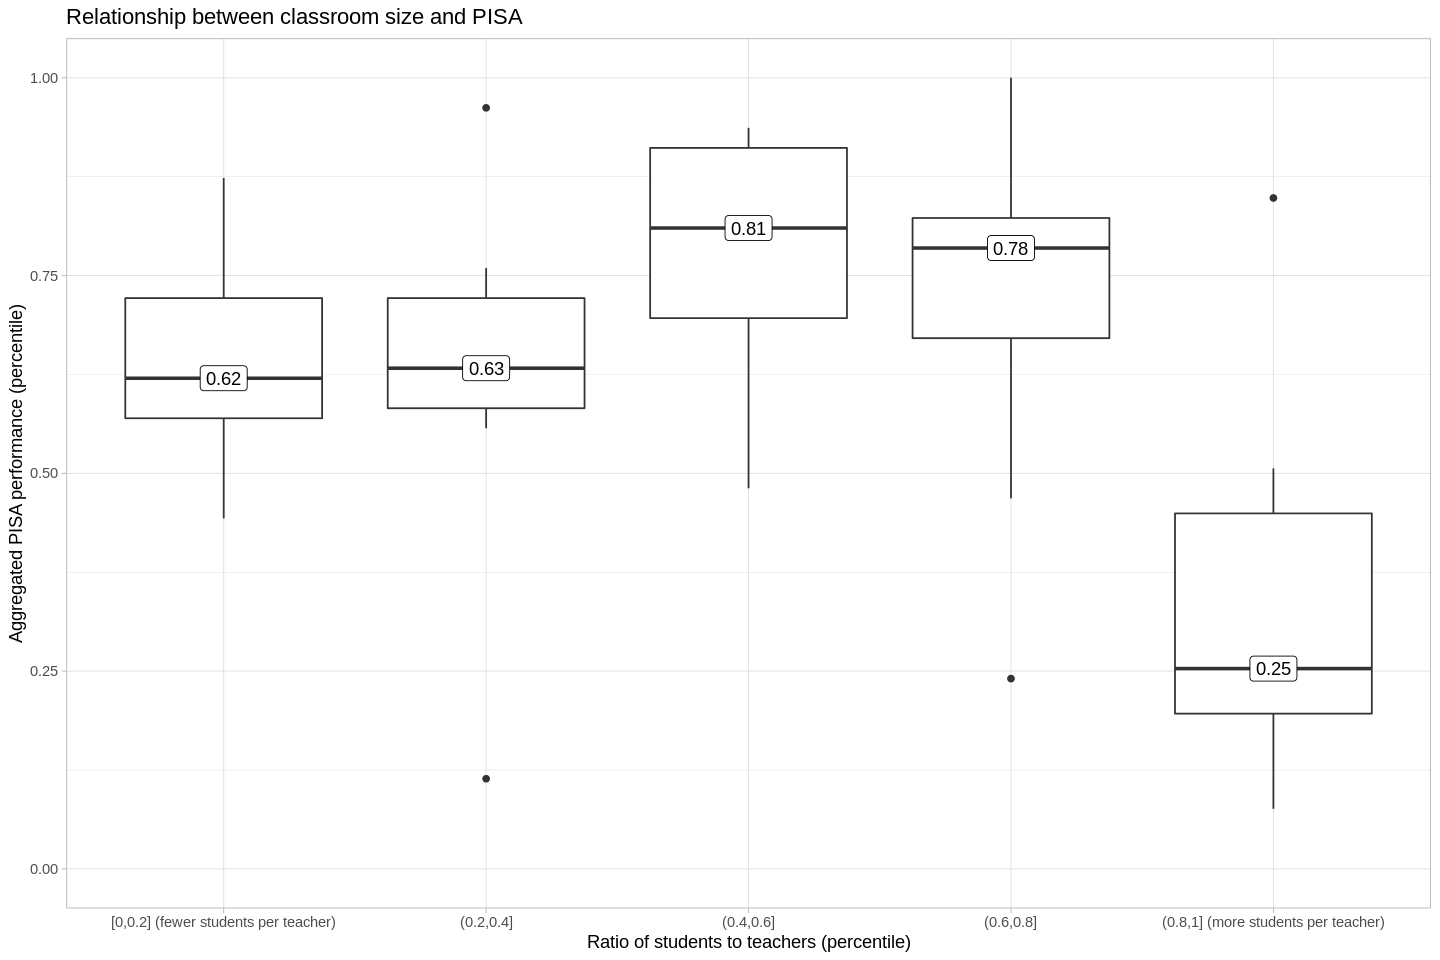 Relationship between classroom size and PISA
Aggregated PISA performance (percentile)
1.00
0.75
0.50
0.25
0.00
0.62
0.63
0.81
0.78
0.25
[0,0.2] (fewer students per teacher)
(0.2,0.4]
(0.4,0.6]
(0.6,0.8]
(0.8,1] (more students per teacher)
Ratio of students to teachers (percentile)